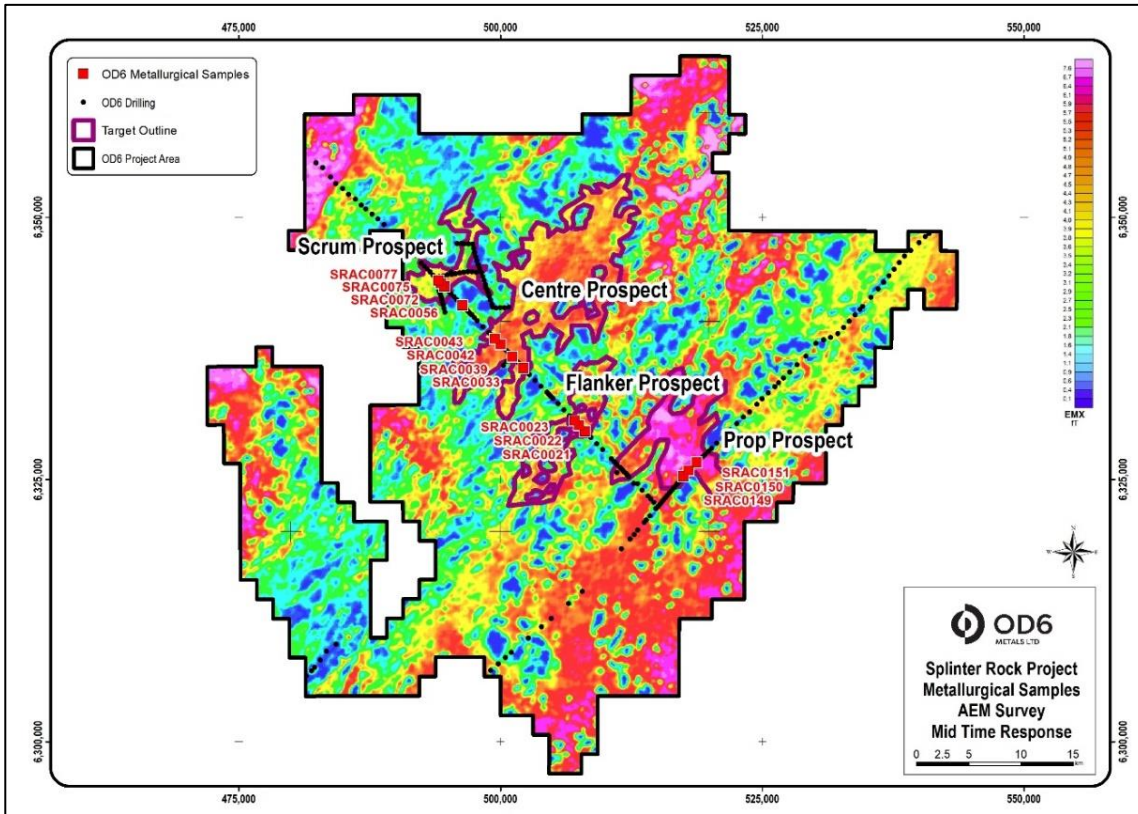 475,000
500,000
525,000
550,000
OD6 Metallurgical Samples
OD6 Drilling
Target Outline
OD6 Project Area
6,350,000
6,350,000
Scrum Prospect
SRAC0077
SRAC0075
SRAC0072
SRAC0056
Centre Prospect
SRAC0043
SRAC0042
SRAC0039
SRAC0033
Flanker Prospect
SRAC0023
SRAC0022
SRAC0021
Prop Prospect
SRAC0151
SRAC0150
SRAC0149
EMX
fT
6,325,000
6,325,000
N
S
OD6
METALS LTD
Splinter Rock Project
Metallurgical Samples
AEM Survey
Mid Time Response
0 2.5 5 10 15
km
6,300,000
6,300,000
475,000
500,000
525,000
550,000